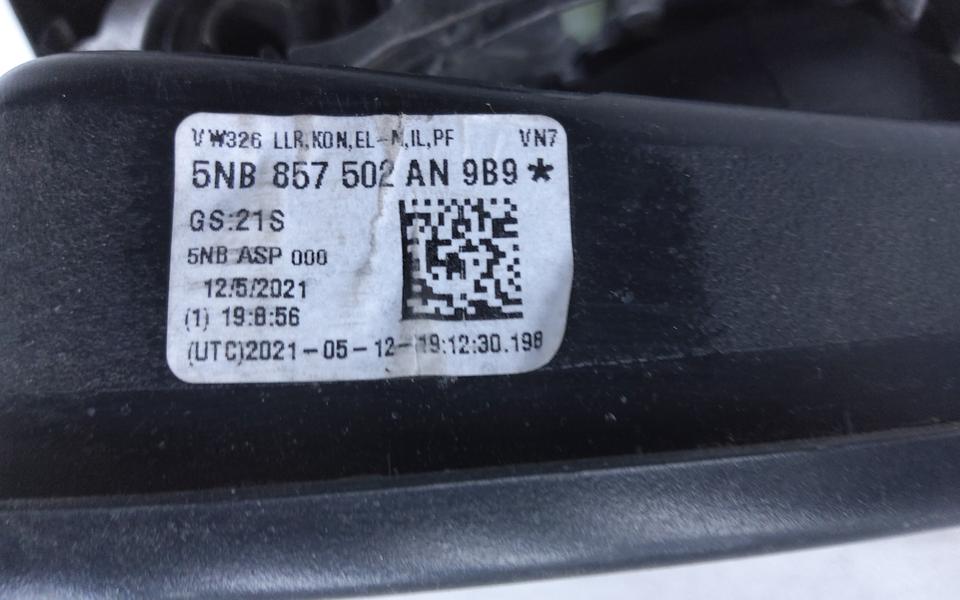 VW326 LLR,KON,EL-N,IL,PF VN7
5NB 857 502 AN 9B9 *
GS:21S
5NB ASP 000
12/5/2021
(1) 19:8:56
(UTC)2021-05-12-19:12:30.198